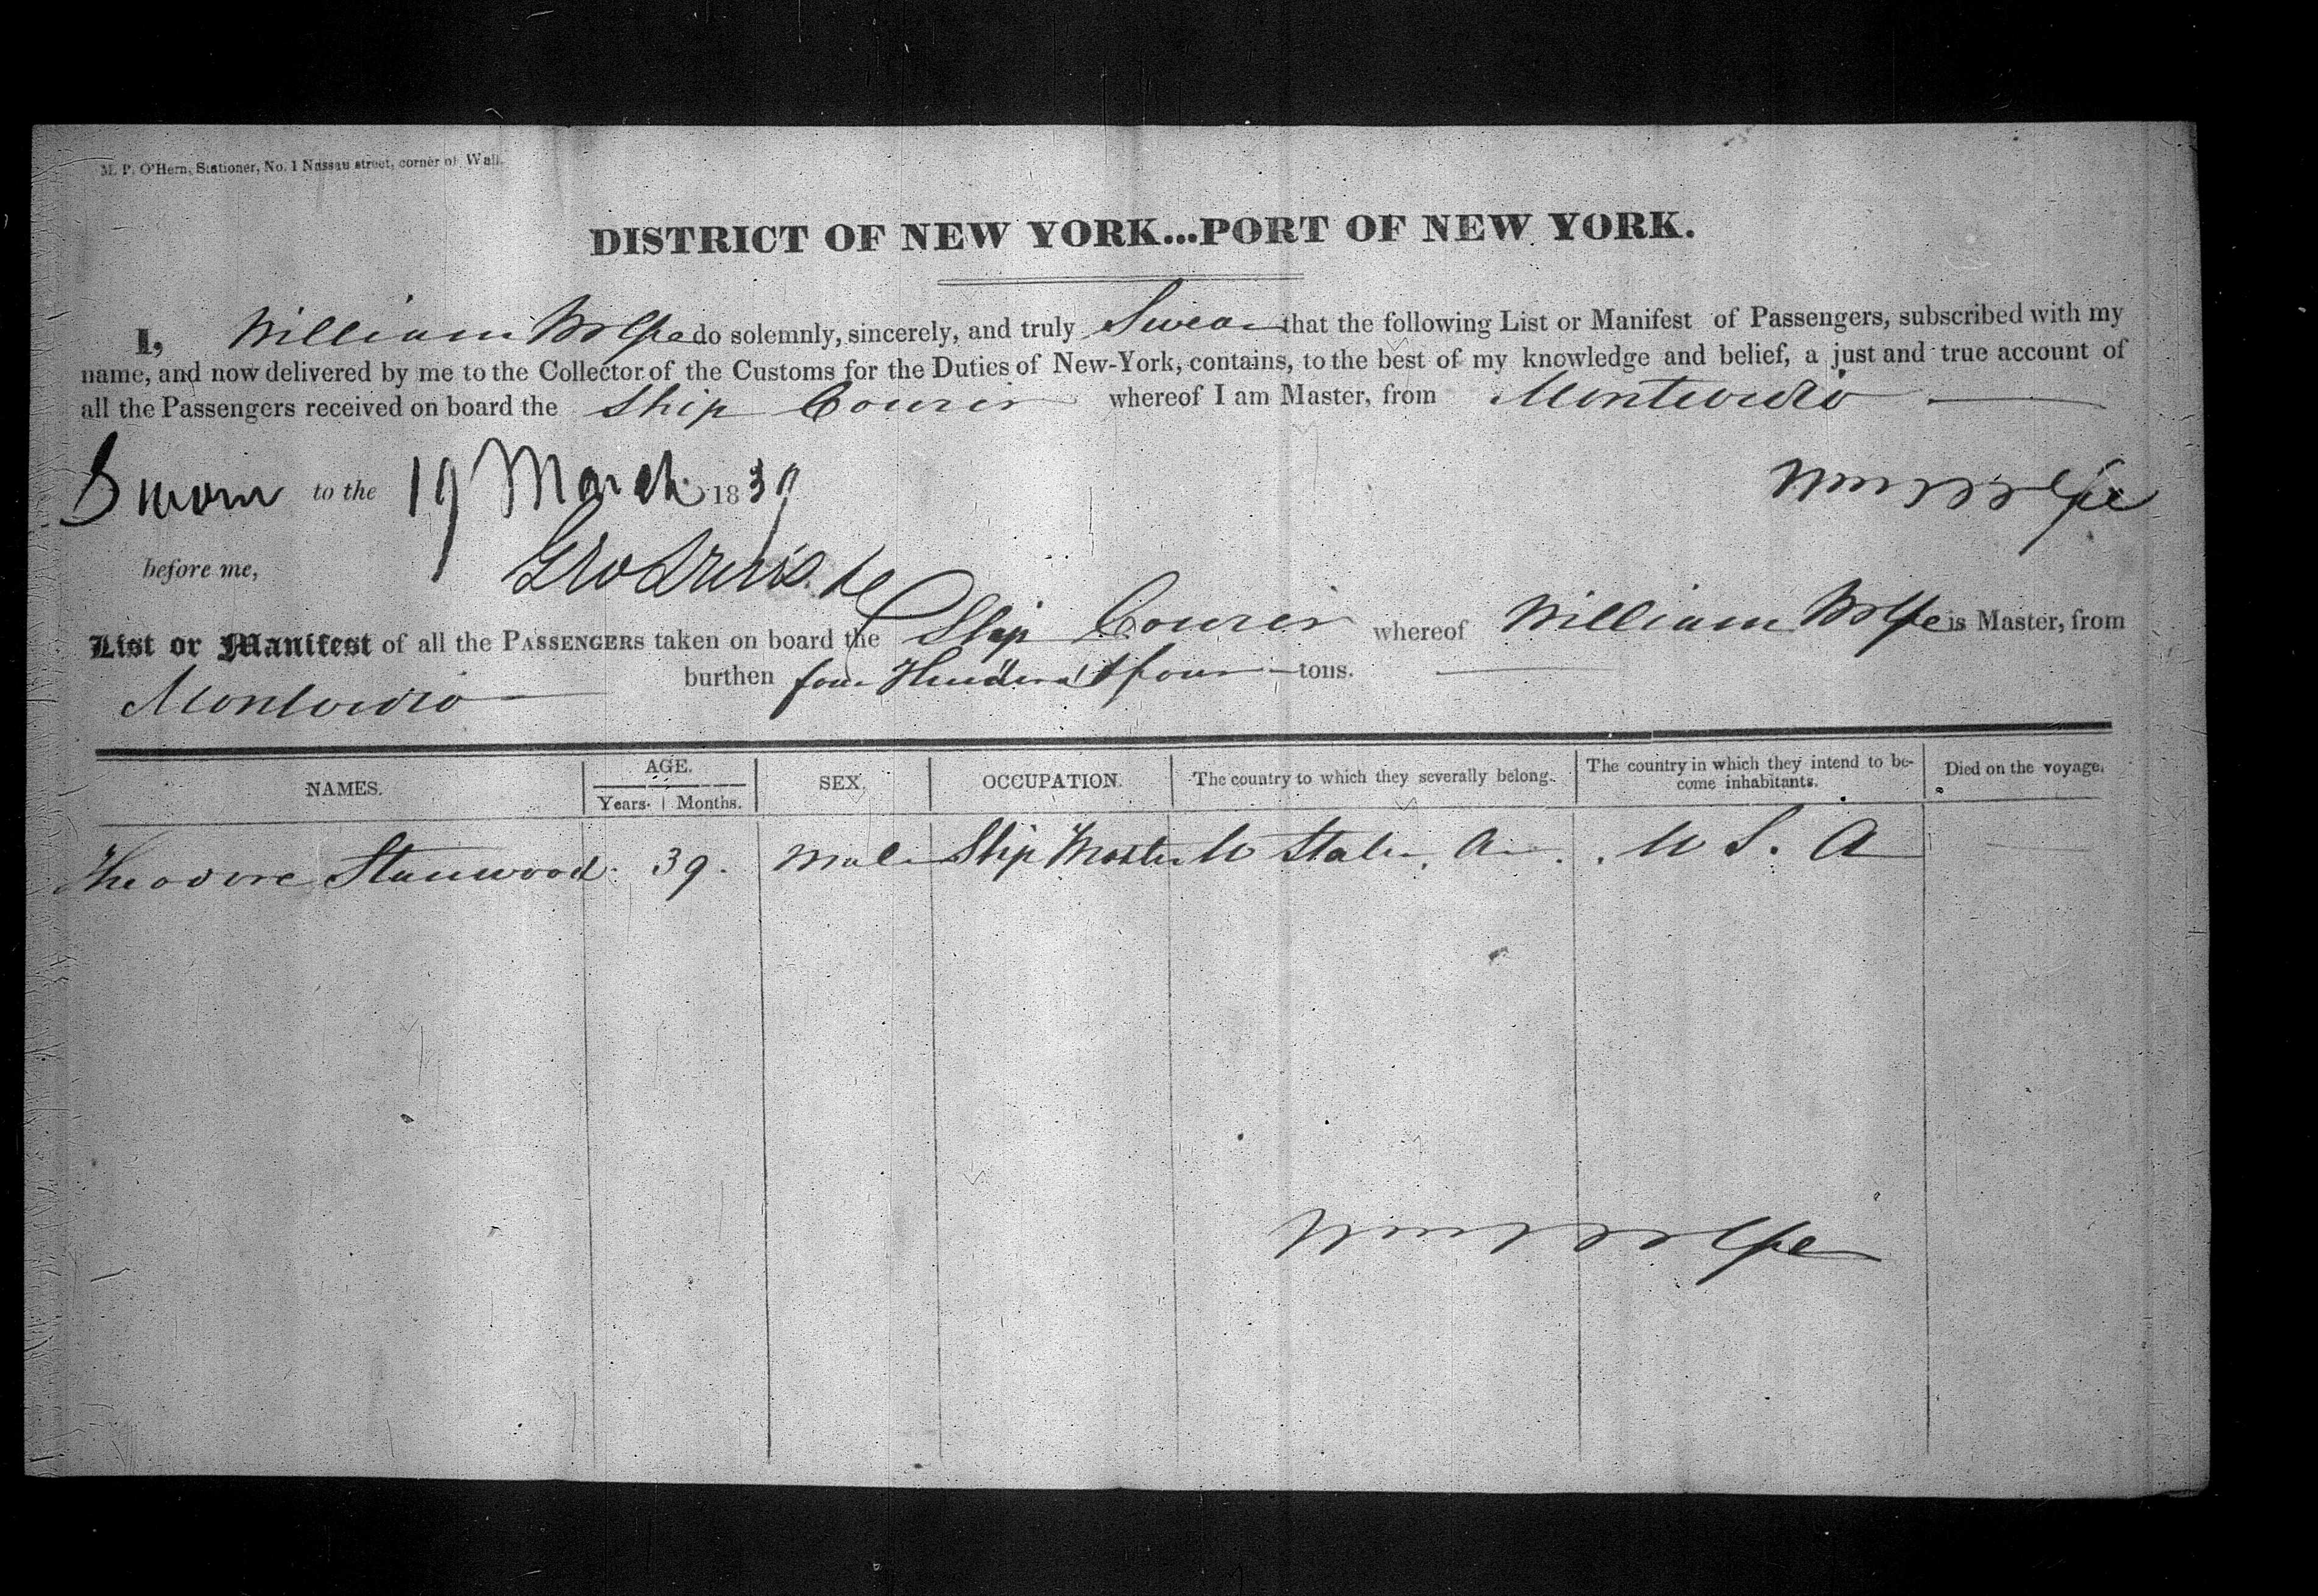 M. P. O'Hern, Stationer, No. 1 Nassau street, corner of Wall.
DISTRICT OF NEW YORK...PORT OF NEW YORK.
I, William Wolfe do solemnly, sincerely, and truly Swear that the following List or Manifest of Passengers, subscribed with my
name, and now delivered by me to the Collector of the Customs for the Duties of New-York, contains, to the best of my knowledge and belief, a just and true account of
all the Passengers received on board the Ship Courier whereof I am Master, from Montevidio
Sworn to the 19 March 1839 Wm Wolfe
before me, Geo
List or Manifest of all the PASSENGERS taken on board the Ship Courier whereof William Wolfe is Master, from
Montevidio burthen four Hundred & four tons.
NAMES. AGE. SEX. OCCUPATION. The country to which they severally belong. The country in which they intend to be- Died on the voyage.
Years. Months. come inhabitants.
Theodore Stanwood. 39. Male Ship Master U States, Am. U S. A
Wm Wolfe